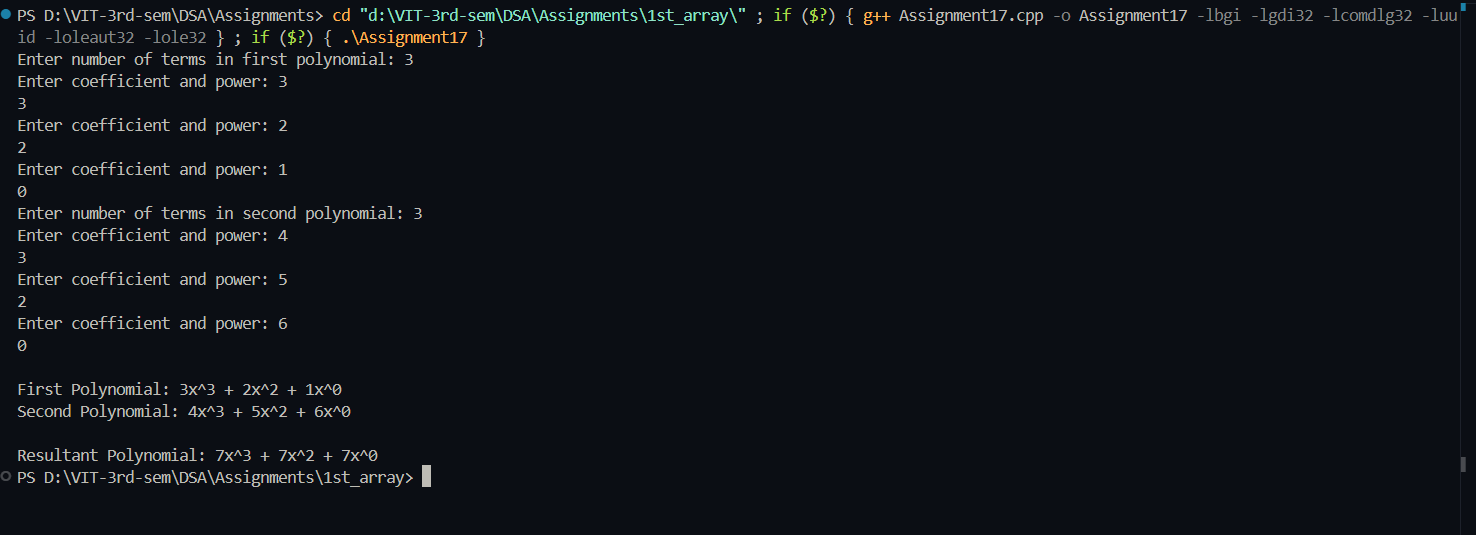 PS D:\VIT-3rd-sem\DSA\Assignments> cd "d:\VIT-3rd-sem\DSA\Assignments\1st_array\" ; if ($?) { g++ Assignment17.cpp -o Assignment17 -lbgi -lgdi32 -lcomdlg32 -luu
id -loleaut32 -lole32 } ; if ($?) { .\Assignment17 }
Enter number of terms in first polynomial: 3
Enter coefficient and power: 3
3
Enter coefficient and power: 2
2
Enter coefficient and power: 1
0
Enter number of terms in second polynomial: 3
Enter coefficient and power: 4
3
Enter coefficient and power: 5
2
Enter coefficient and power: 6
0

First Polynomial: 3x^3 + 2x^2 + 1x^0
Second Polynomial: 4x^3 + 5x^2 + 6x^0

Resultant Polynomial: 7x^3 + 7x^2 + 7x^0
PS D:\VIT-3rd-sem\DSA\Assignments\1st_array>